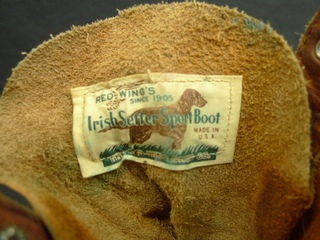 RED WING'S
SINCE 1905
Irish Setter Sport Boot
MADE IN
U.S.A.